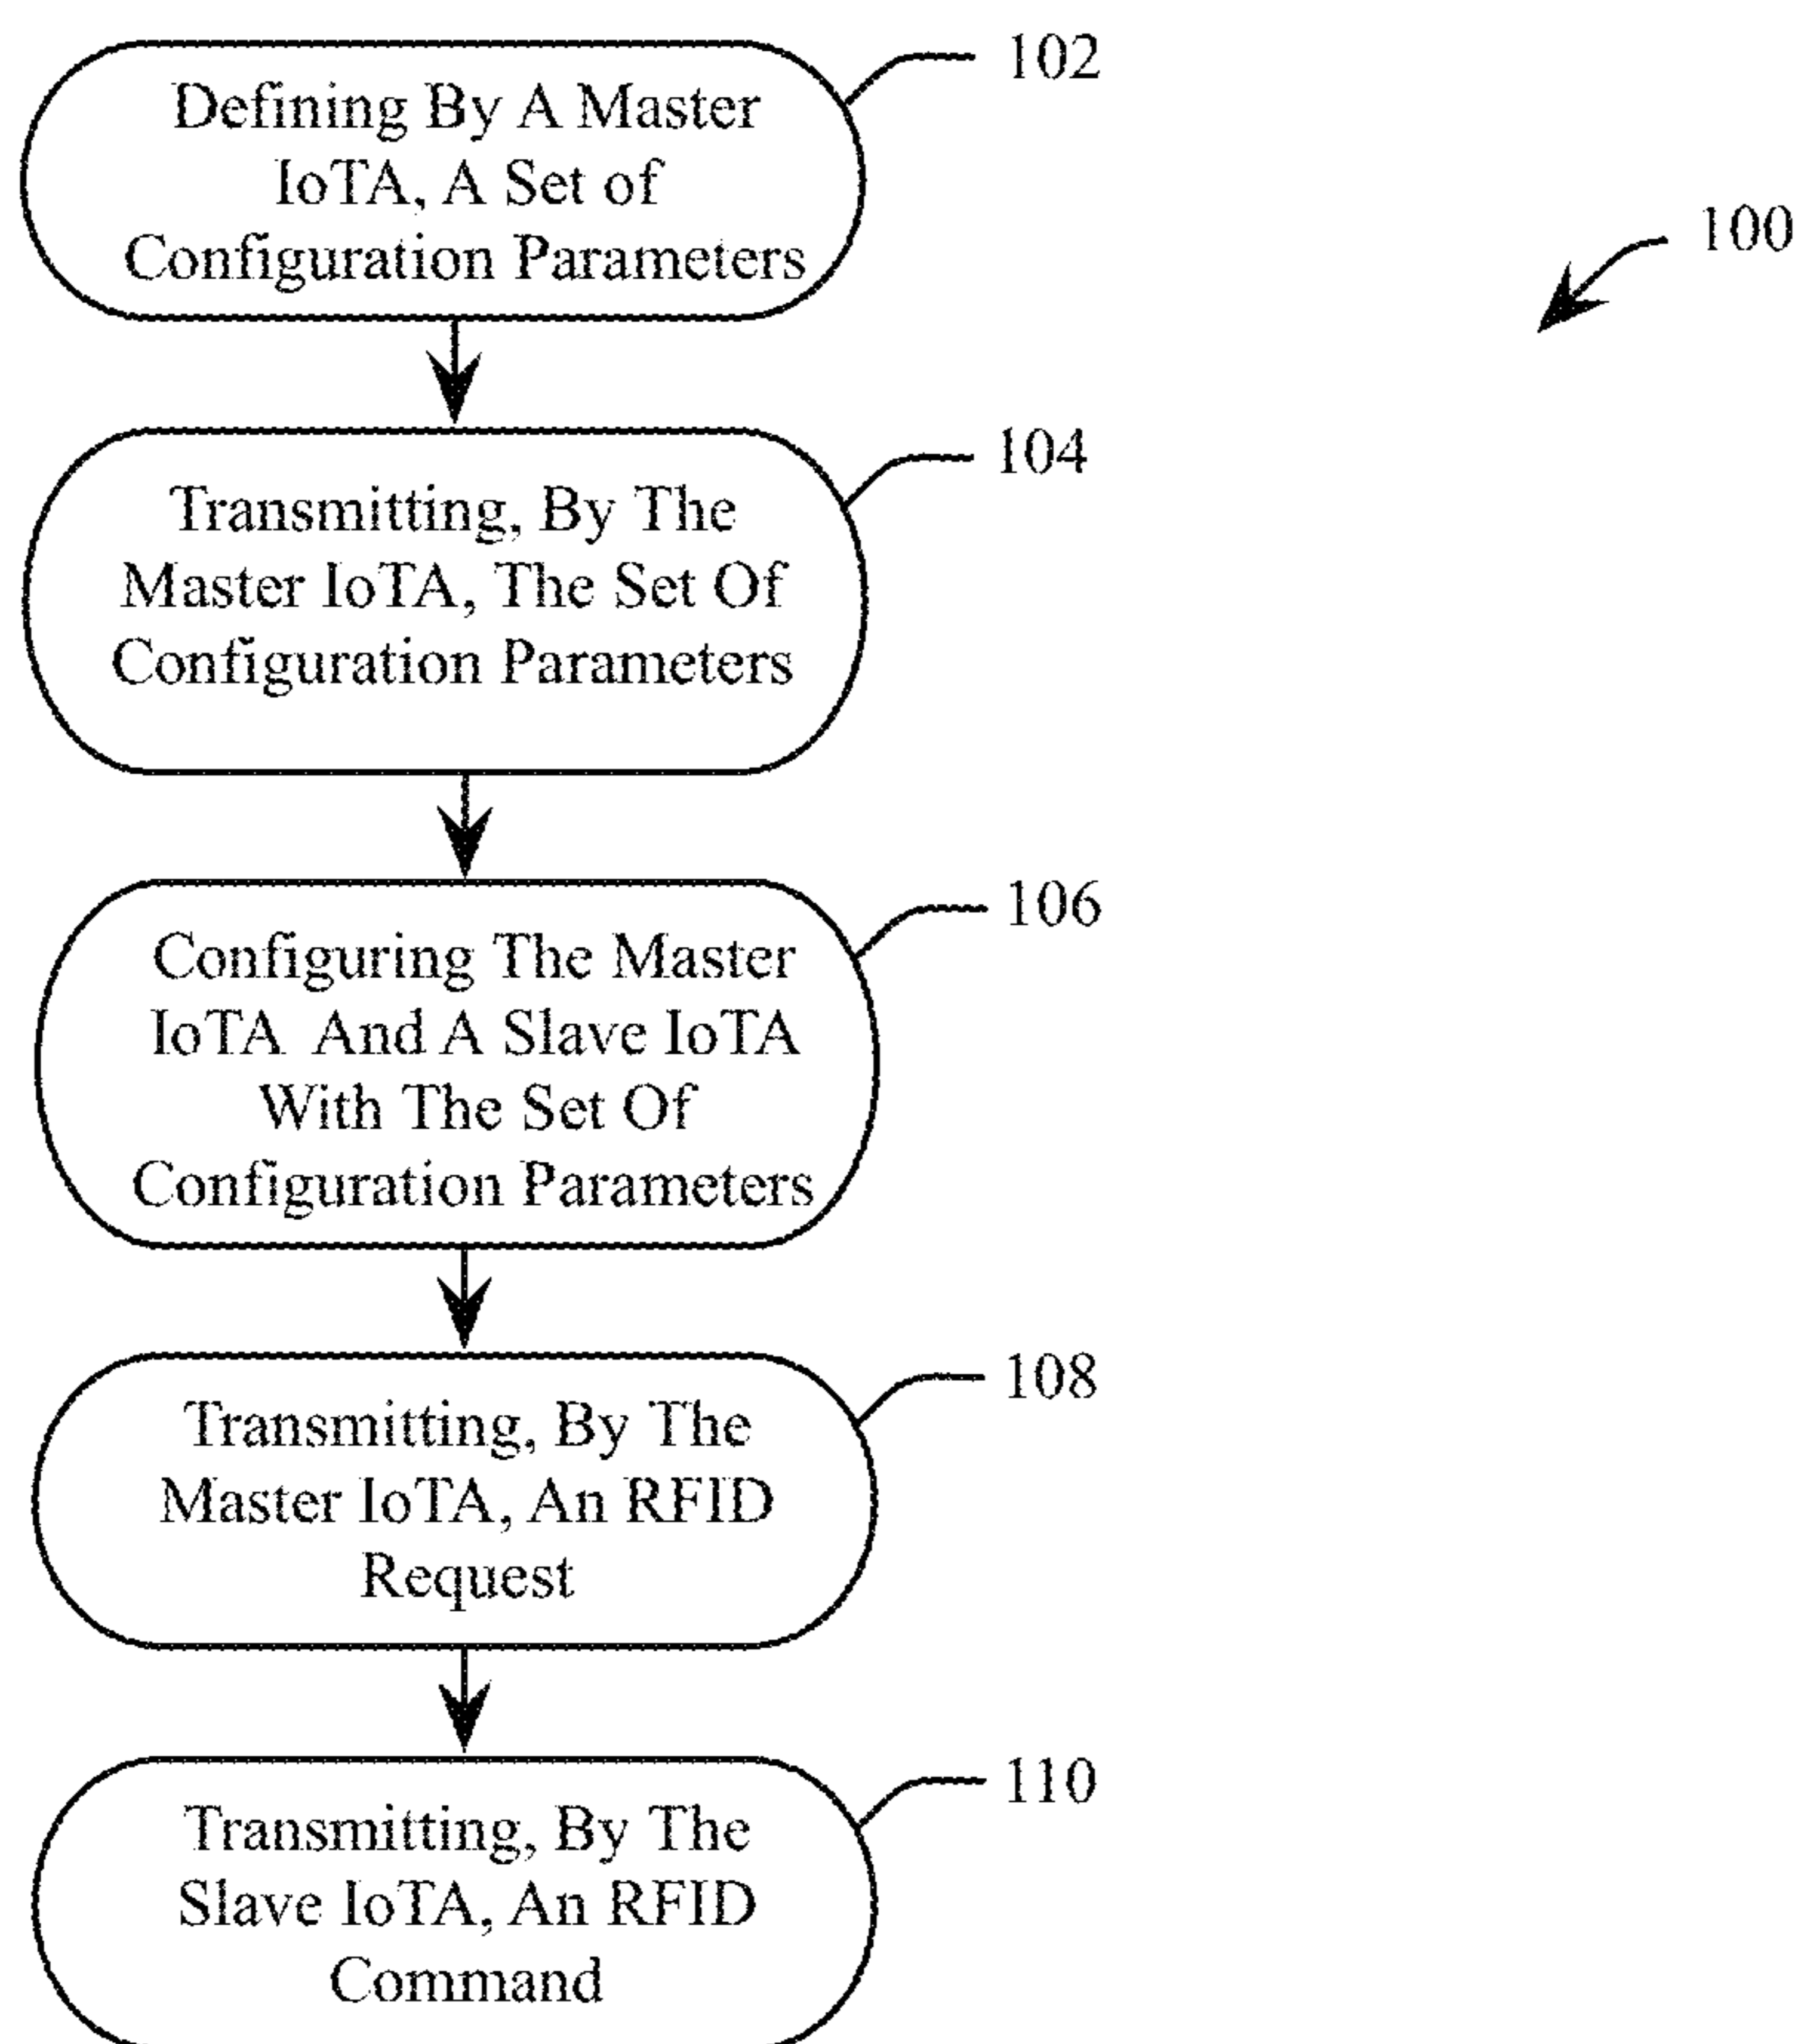 102
Defining By A Master
IoTA, A Set of
Configuration Parameters
100
104
Transmitting, By The
Master IoTA, The Set Of
Configuration Parameters
106
Configuring The Master
IoTA And A Slave IoTA
With The Set Of
Configuration Parameters
108
Transmitting, By The
Master IoTA, An RFID
Request
110
Transmitting, By The
Slave IoTA, An RFID
Command